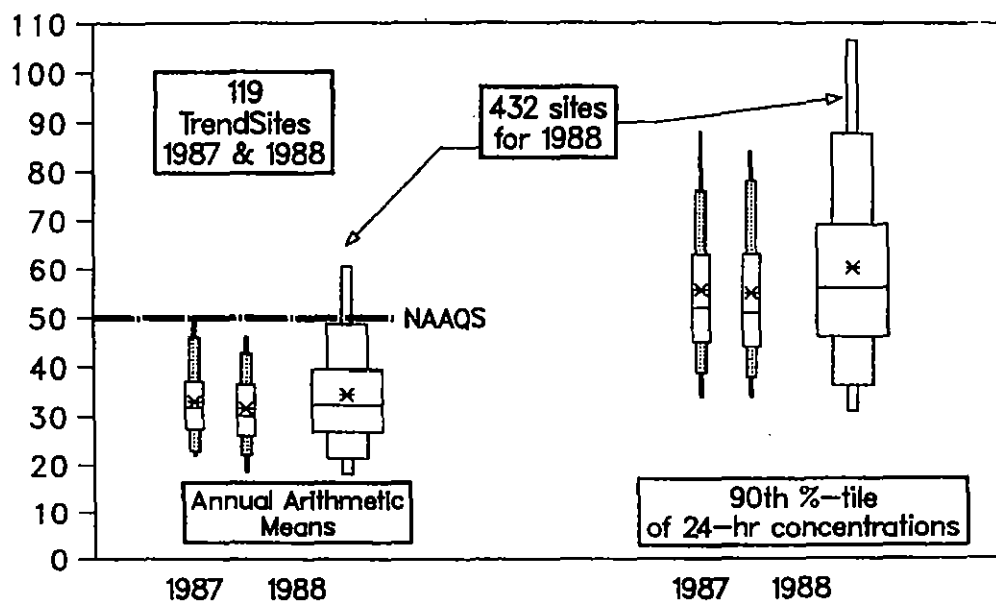 110
100
90
80
70
60
50
40
30
20
10
0
119
TrendSites
1987 & 1988
432 sites
for 1988
NAAQS
Annual Arithmetic
Means
90th %-tile
of 24-hr concentrations
1987 1988 1987 1988